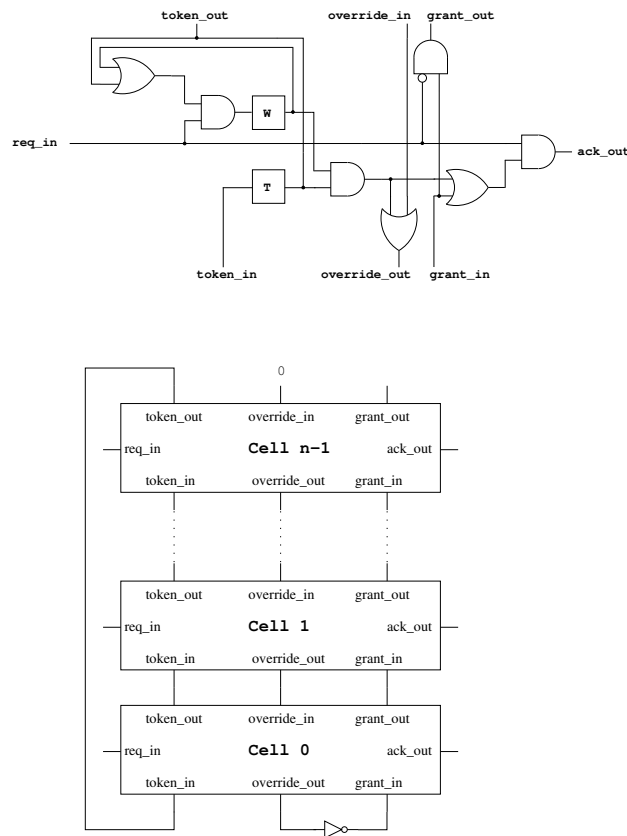 token_out override_in grant_out
W
req_in
ack_out
T
token_in override_out grant_in
0
token_out override_in grant_out
req_in Cell n-1 ack_out
token_in override_out grant_in
token_out override_in grant_out
req_in Cell 1 ack_out
token_in override_out grant_in
token_out override_in grant_out
req_in Cell 0 ack_out
token_in override_out grant_in